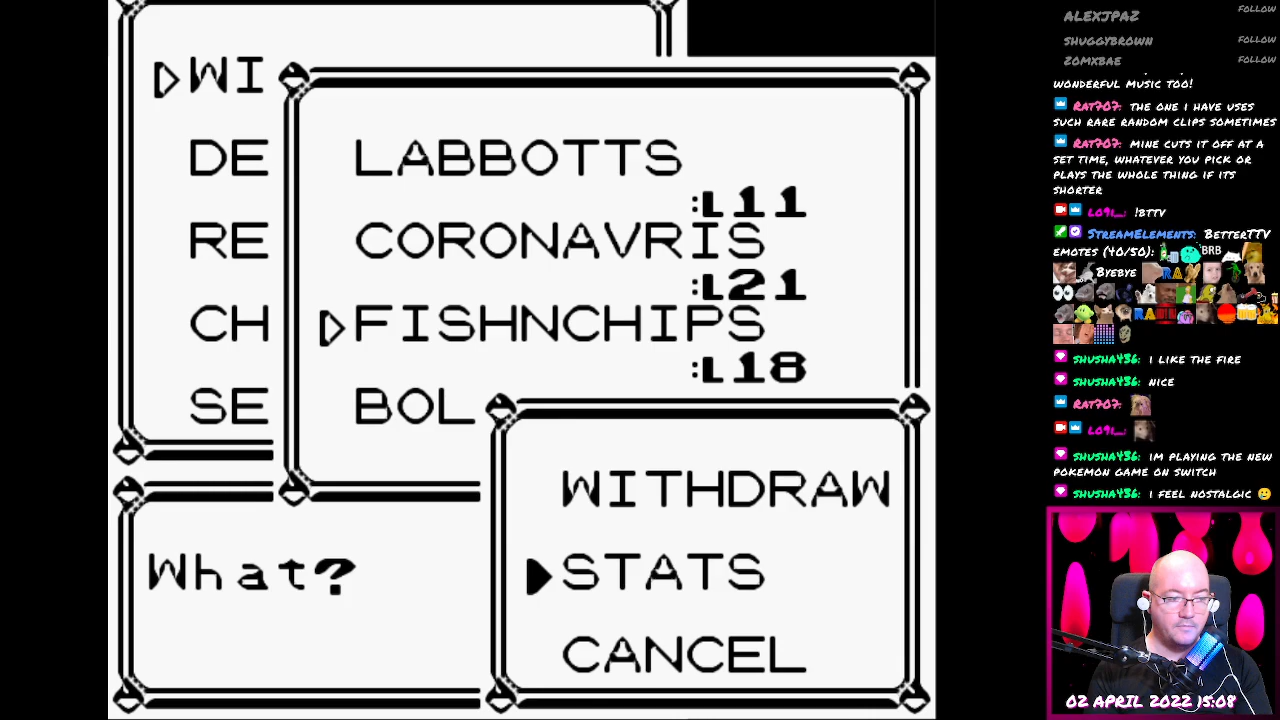 WI
DE
RE
CH
SE
LABBOTTS
:L11
CORONAVRIS
:L21
FISHNCHIPS
:L18
BOL
WITHDRAW
STATS
CANCEL
What?
ALEXJPAZ FOLLOW
SHUGGYBROWN FOLLOW
ZOMXBAE FOLLOW
WONDERFUL MUSIC TOO!
RAT707: THE ONE I HAVE USES
SUCH RARE RANDOM CLIPS SOMETIMES
RAT707: MINE CUTS IT OFF AT A
SET TIME, WHATEVER YOU PICK OR
PLAYS THE WHOLE THING IF ITS
SHORTER
LO9I_: !BTTV
STREAMELEMENTS: BETTERTTV
EMOTES (40/50): BRB
BYEBYE
SHUSHA436: I LIKE THE FIRE
SHUSHA436: NICE
RAT707:
LO9I_:
SHUSHA436: IM PLAYING THE NEW
POKEMON GAME ON SWITCH
SHUSHA436: I FEEL NOSTALGIC
02 APRIL 2022 15:08